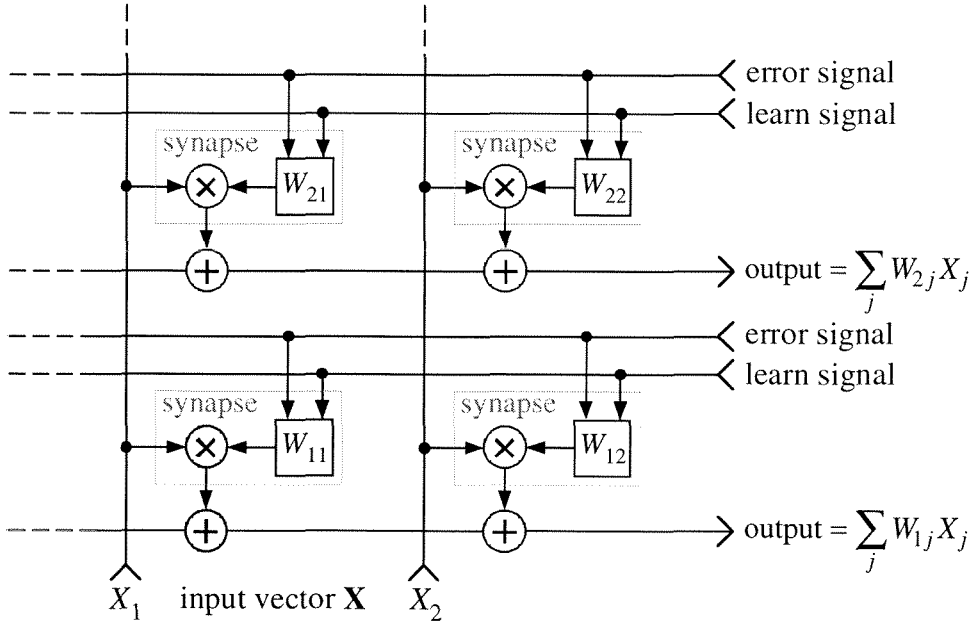 error signal
learn signal
synapse
synapse
× W₂₁
× W₂₂
+
+
output = ∑ⱼ W₂ⱼ Xⱼ
error signal
learn signal
synapse
synapse
× W₁₁
× W₁₂
+
+
output = ∑ⱼ W₁ⱼ Xⱼ
X₁ input vector X X₂